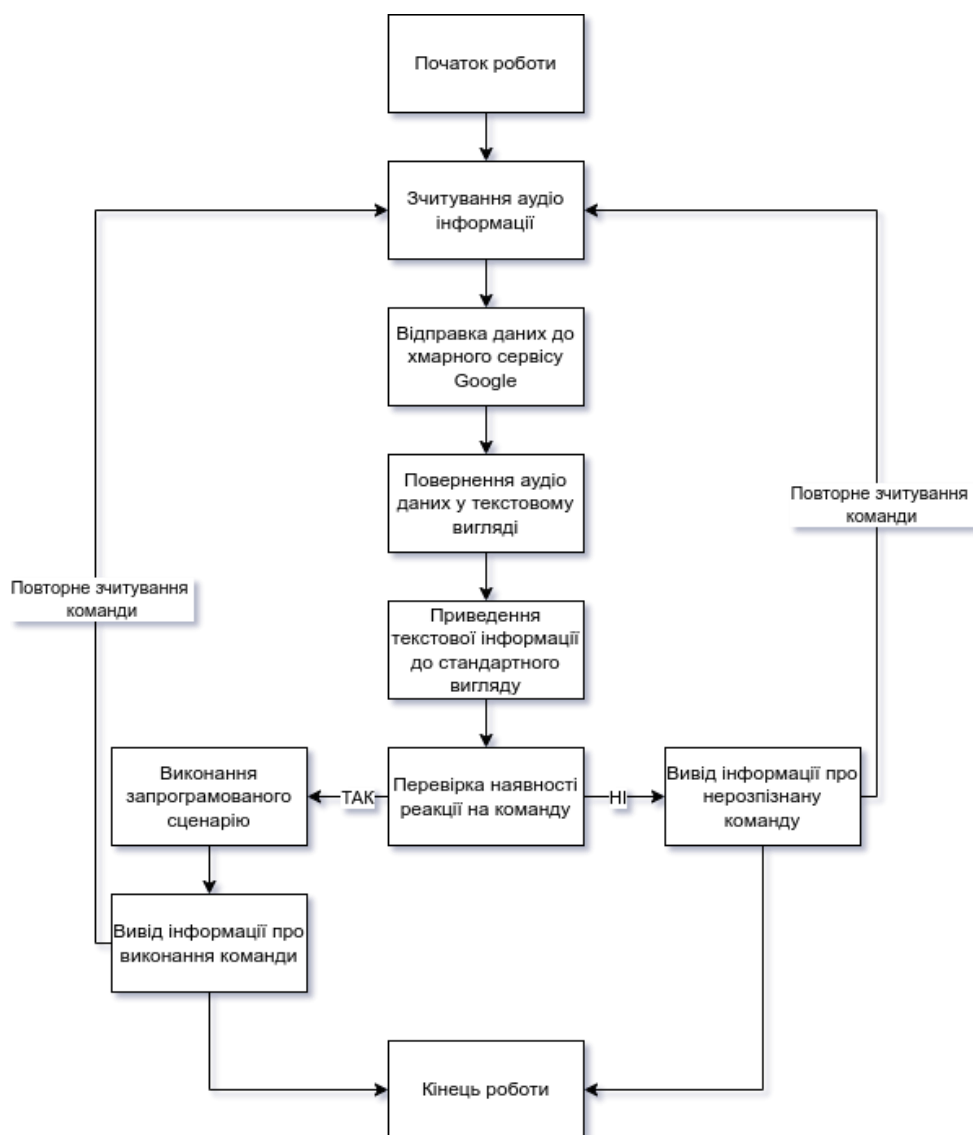 Початок роботи
Зчитування аудіо
інформації
Відправка даних до
хмарного сервісу
Google
Повернення аудіо
даних у текстовому
вигляді
Повторне зчитування
команди
Повторне зчитування
команди
Приведення
текстової інформації
до стандартного
вигляду
Виконання
запрограмованого
сценарію
ТАК
Перевірка наявності
реакції на команду
НІ
Вивід інформації про
нерозпізнану
команду
Вивід інформації про
виконання команди
Кінець роботи